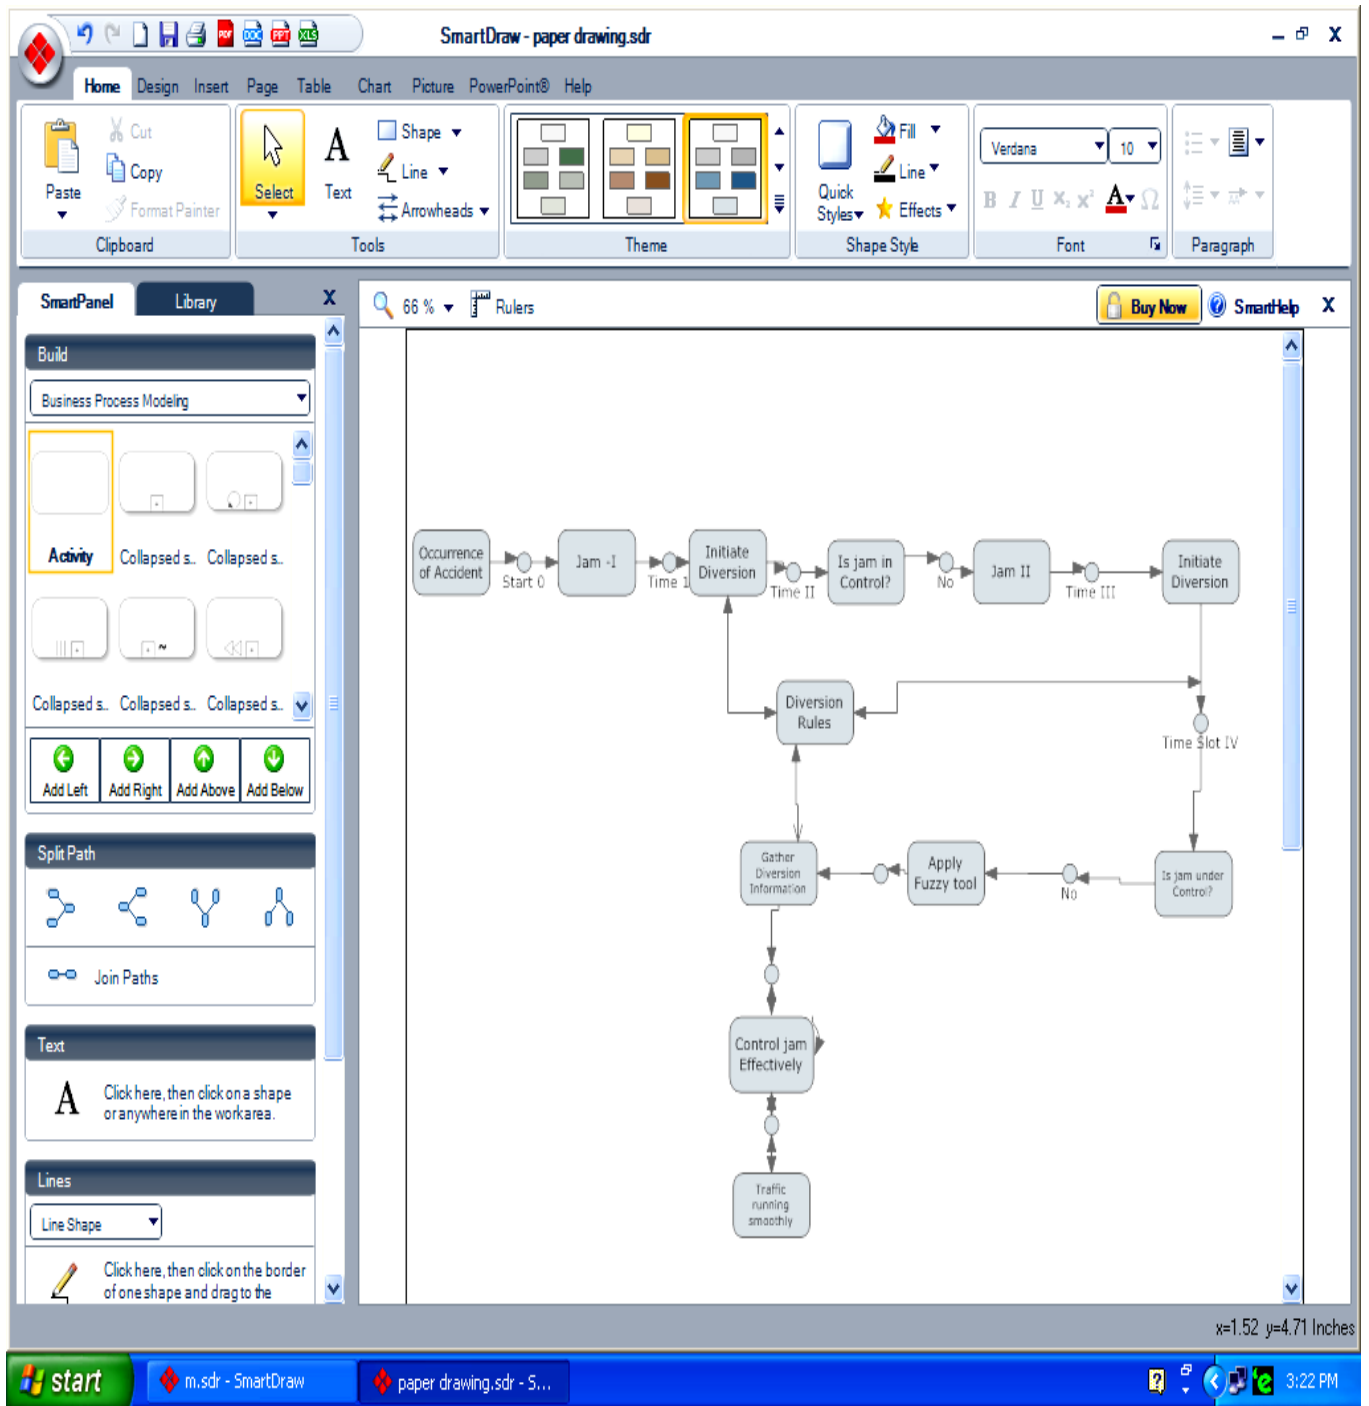 SmartDraw - paper drawing.sdr
PDF DOC PPT XLS
Home Design Insert Page Table Chart Picture PowerPoint® Help
Paste
Cut
Copy
Format Painter
Clipboard
Select
A
Text
Shape
Line
Arrowheads
Tools
Theme
Quick
Styles
Fill
Line
Effects
Shape Style
Verdana 10
B I U X₂ X² A Ω
Font
Paragraph
SmartPanel Library X
66 % Rulers
Buy Now SmartHelp X
Build
Business Process Modeling
Activity Collapsed s.. Collapsed s..
Collapsed s.. Collapsed s.. Collapsed s..
Add Left Add Right Add Above Add Below
Split Path
Join Paths
Text
A
Click here, then click on a shape
or anywhere in the work area.
Lines
Line Shape
Click here, then click on the border
of one shape and drag to the
Occurrence
of Accident
Start 0
Jam -I
Time 1
Initiate
Diversion
Time II
Is jam in
Control?
No
Jam II
Time III
Initiate
Diversion
Diversion
Rules
Time Slot IV
Gather
Diversion
Information
Apply
Fuzzy tool
No
Is jam under
Control?
Control jam
Effectively
Traffic
running
smoothly
x=1.52 y=4.71 Inches
start
m.sdr - SmartDraw
paper drawing.sdr - S...
3:22 PM